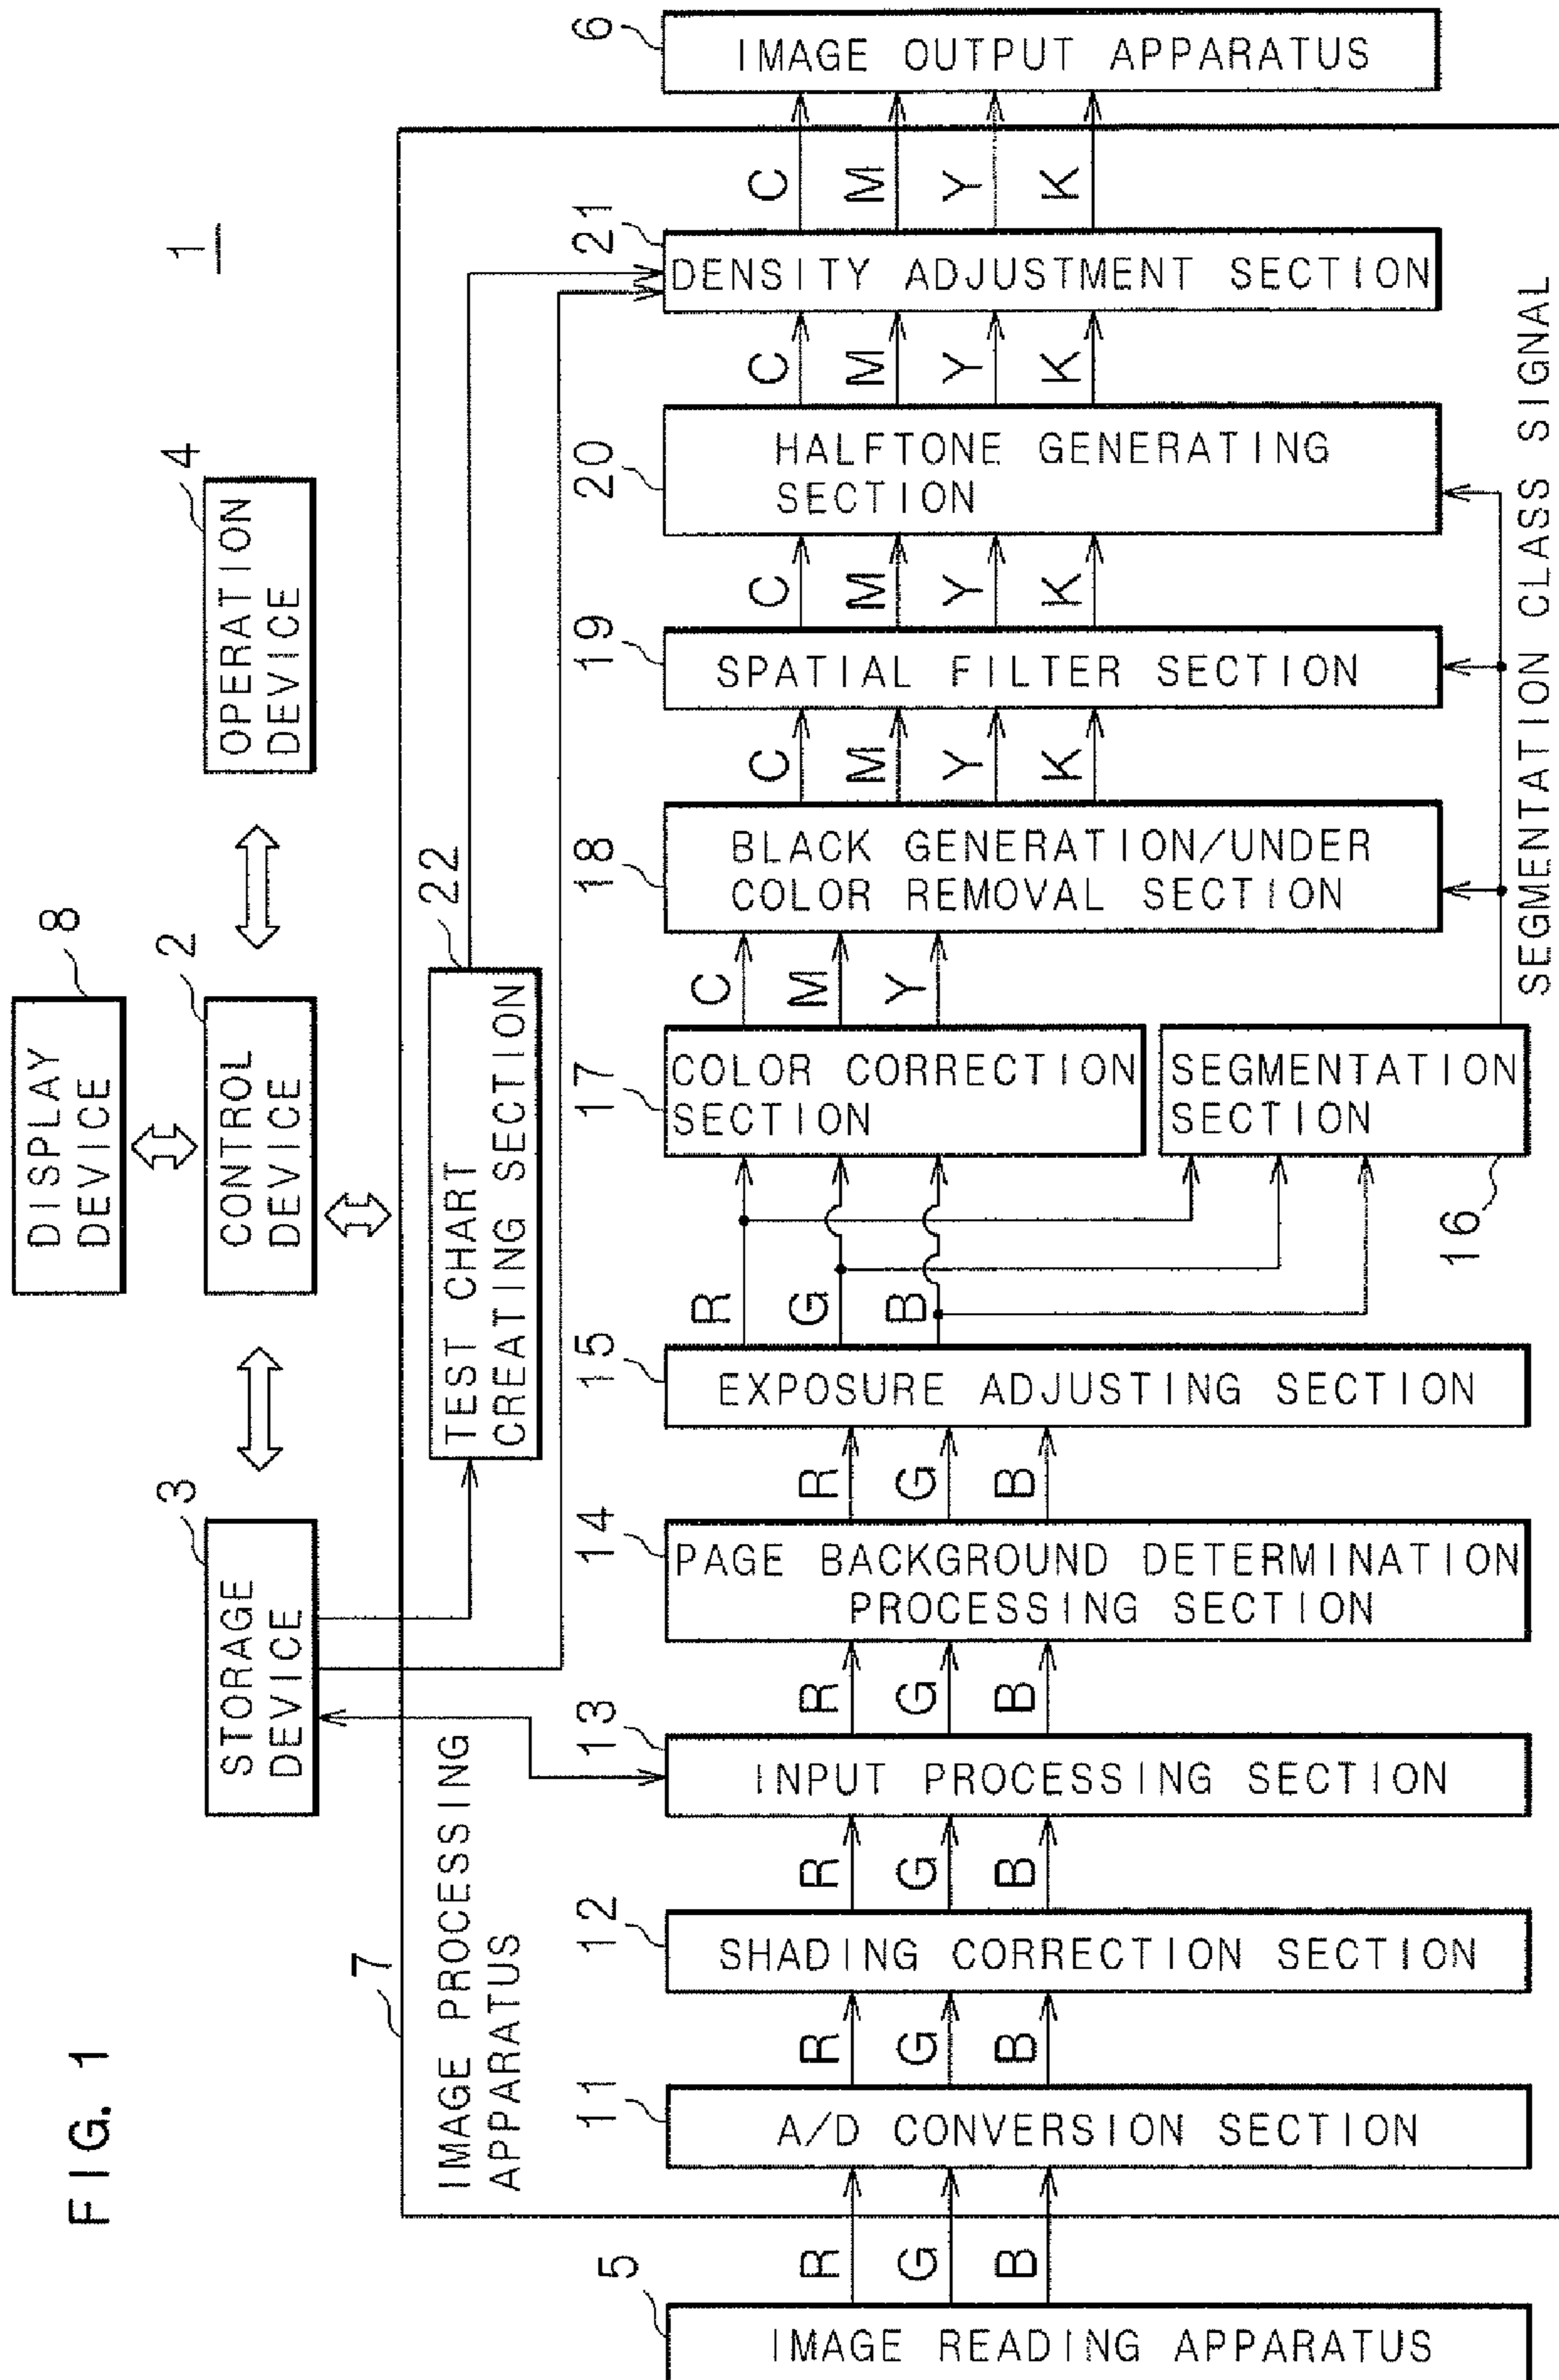 FIG. 1
1
DISPLAY
DEVICE
8
STORAGE
DEVICE
3
CONTROL
DEVICE
2
OPERATION
DEVICE
4
7
IMAGE PROCESSING
APPARATUS
TEST CHART
CREATING SECTION
22
5
IMAGE READING APPARATUS
R
G
B
11
A/D CONVERSION SECTION
R
G
B
12
SHADING CORRECTION SECTION
R
G
B
13
INPUT PROCESSING SECTION
R
G
B
14
PAGE BACKGROUND DETERMINATION
PROCESSING SECTION
R
G
B
15
EXPOSURE ADJUSTING SECTION
R
G
B
17
COLOR CORRECTION
SECTION
SEGMENTATION
SECTION
16
C
M
Y
18
BLACK GENERATION/UNDER
COLOR REMOVAL SECTION
C
M
Y
K
19
SPATIAL FILTER SECTION
C
M
Y
K
20
HALFTONE GENERATING
SECTION
C
M
Y
K
21
DENSITY ADJUSTMENT SECTION
C
M
Y
K
6
IMAGE OUTPUT APPARATUS
SEGMENTATION CLASS SIGNAL